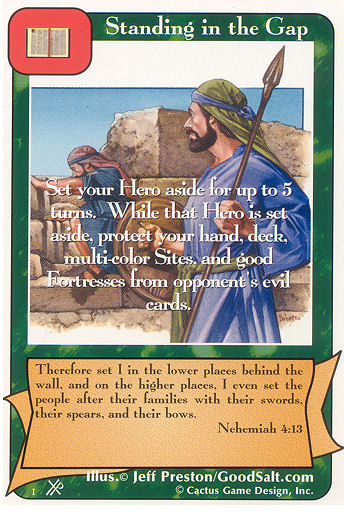 Standing in the Gap
Set your Hero aside for up to 5
turns. While that Hero is set
aside, protect your hand, deck,
multi-color Sites, and good
Fortresses from opponent's evil
cards.
Therefore set I in the lower places behind the
wall, and on the higher places, I even set the
people after their families with their swords,
their spears, and their bows.
Nehemiah 4:13
Illus.© Jeff Preston/GoodSalt.com
I
© Cactus Game Design, Inc.